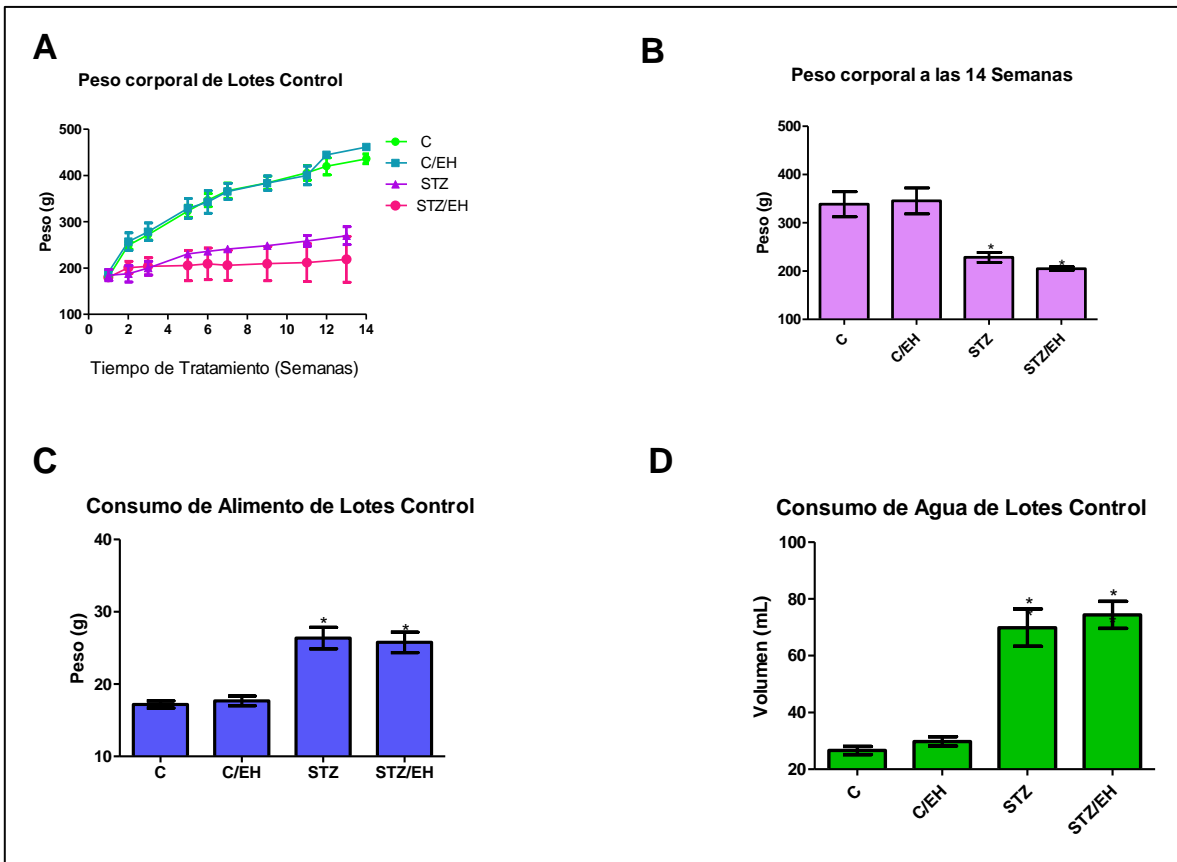 A
Peso corporal de Lotes Control
Peso (g)
500
400
300
200
100
0 2 4 6 8 10 12 14
Tiempo de Tratamiento (Semanas)
C
C/EH
STZ
STZ/EH
B
Peso corporal a las 14 Semanas
Peso (g)
500
400
300
200
100
* *
C C/EH STZ STZ/EH
C
Consumo de Alimento de Lotes Control
Peso (g)
40
30
20
10
* *
C C/EH STZ STZ/EH
D
Consumo de Agua de Lotes Control
Volumen (mL)
100
80
60
40
20
* *
* *
C C/EH STZ STZ/EH